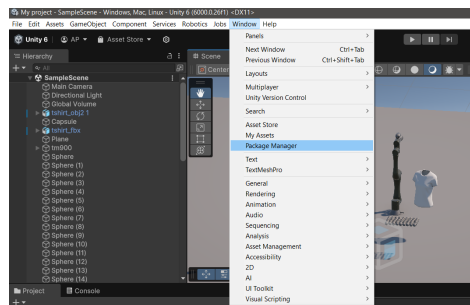 My project - SampleScene - Windows, Mac, Linux - Unity 6 (6000.0.26f1) <DX11>
File Edit Assets GameObject Component Services Robotics Jobs Window Help
Unity 6 AP Asset Store
Hierarchy
All
SampleScene
Main Camera
Directional Light
Global Volume
tshirt_obj2 1
Capsule
tshirt_fbx
Plane
tm900
Sphere
Sphere (1)
Sphere (2)
Sphere (3)
Sphere (4)
Sphere (5)
Sphere (6)
Sphere (7)
Sphere (8)
Sphere (9)
Sphere (10)
Sphere (11)
Sphere (12)
Sphere (13)
Sphere (14)
Project Console
Scene
Center
Panels
Next Window Ctrl+Tab
Previous Window Ctrl+Shift+Tab
Layouts
Multiplayer
Unity Version Control
Search
Asset Store
My Assets
Package Manager
Text
TextMeshPro
General
Rendering
Animation
Audio
Sequencing
Analysis
Asset Management
Accessibility
2D
AI
UI Toolkit
Visual Scripting